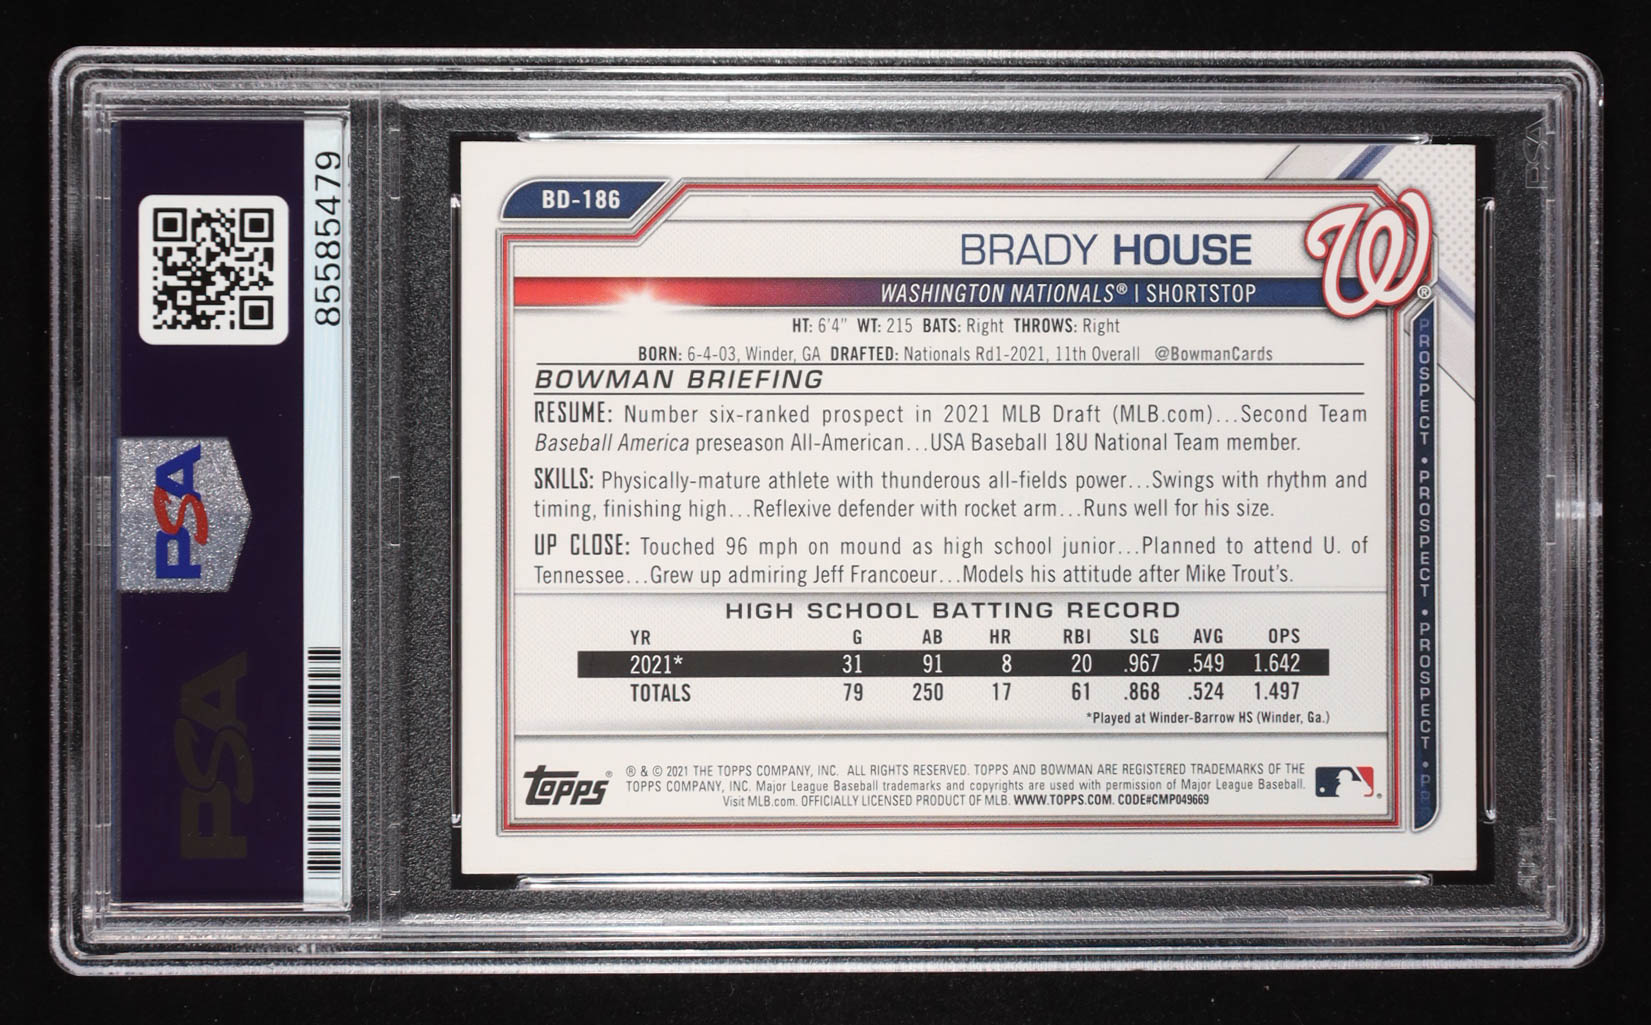 85585479
PSA
PSA
PSA
BD-186
BRADY HOUSE
W®
WASHINGTON NATIONALS® | SHORTSTOP
HT: 6'4" WT: 215 BATS: Right THROWS: Right
BORN: 6-4-03, Winder, GA DRAFTED: Nationals Rd1-2021, 11th Overall @BowmanCards
BOWMAN BRIEFING
RESUME: Number six-ranked prospect in 2021 MLB Draft (MLB.com)...Second Team
Baseball America preseason All-American...USA Baseball 18U National Team member.
SKILLS: Physically-mature athlete with thunderous all-fields power...Swings with rhythm and
timing, finishing high...Reflexive defender with rocket arm...Runs well for his size.
UP CLOSE: Touched 96 mph on mound as high school junior...Planned to attend U. of
Tennessee...Grew up admiring Jeff Francoeur...Models his attitude after Mike Trout's.
HIGH SCHOOL BATTING RECORD
YR G AB HR RBI SLG AVG OPS
2021* 31 91 8 20 .967 .549 1.642
TOTALS 79 250 17 61 .868 .524 1.497
*Played at Winder-Barrow HS (Winder, Ga.)
Topps®
® & © 2021 THE TOPPS COMPANY, INC. ALL RIGHTS RESERVED. TOPPS AND BOWMAN ARE REGISTERED TRADEMARKS OF THE
TOPPS COMPANY, INC. Major League Baseball trademarks and copyrights are used with permission of Major League Baseball.
Visit MLB.com. OFFICIALLY LICENSED PRODUCT OF MLB. WWW.TOPPS.COM. CODE#CMP049669
PROSPECT • PROSPECT • PROSPECT • PR